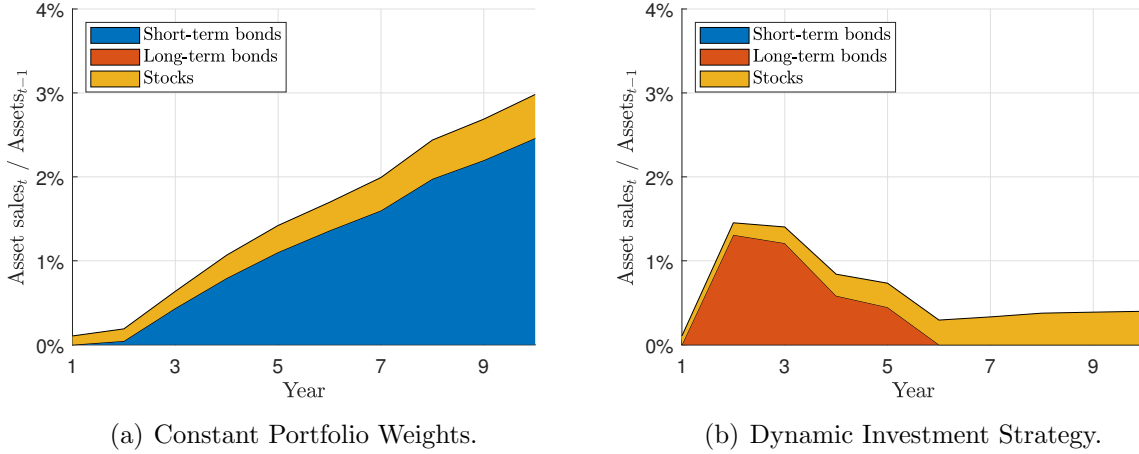 4%
3%
2%
1%
0%
Asset sales_t / Assets_{t−1}
Short-term bonds
Long-term bonds
Stocks
1 3 5 7 9
Year
(a) Constant Portfolio Weights.
4%
3%
2%
1%
0%
Asset sales_t / Assets_{t−1}
Short-term bonds
Long-term bonds
Stocks
1 3 5 7 9
Year
(b) Dynamic Investment Strategy.